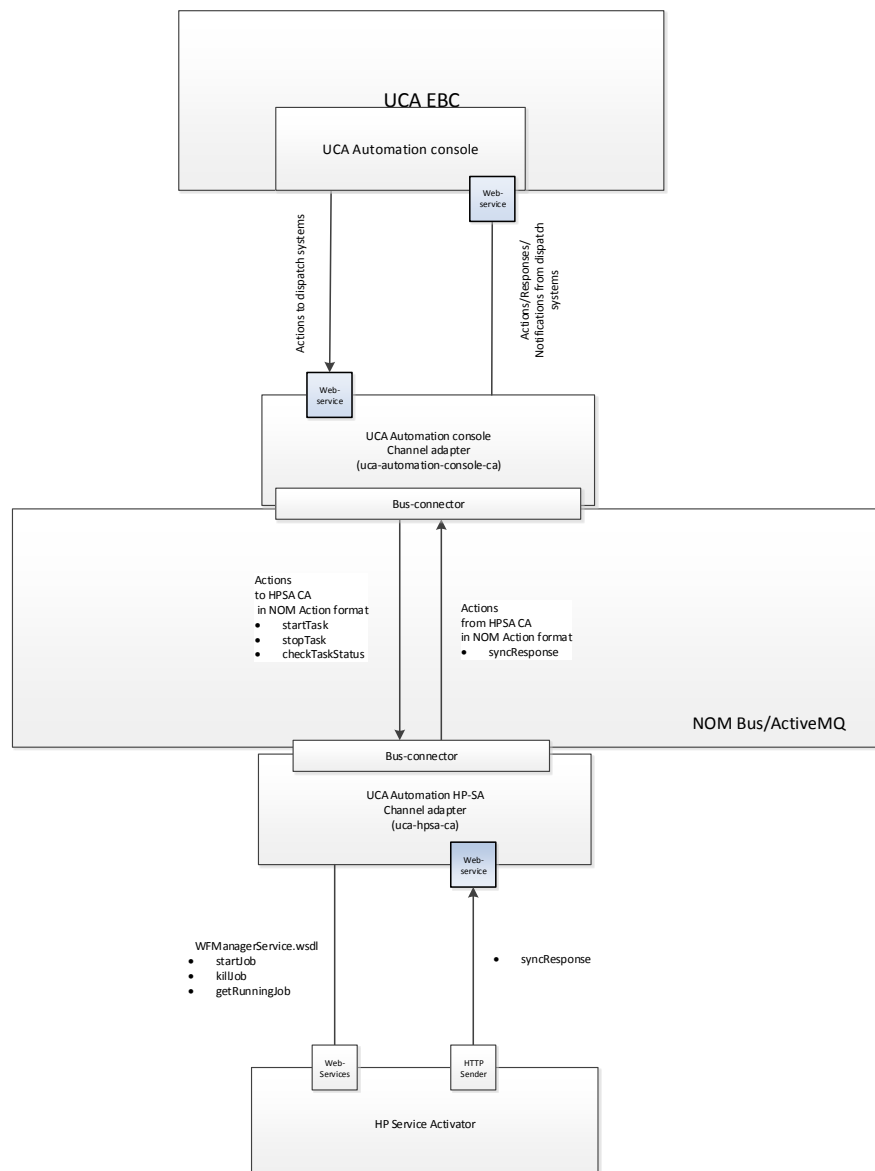 UCA EBC
UCA Automation console
Web-
service
Actions to dispatch systems
Actions/Responses/
Notifications from dispatch
systems
Web-
service
UCA Automation console
Channel adapter
(uca-automation-console-ca)
Bus-connector
Actions
to HPSA CA
in NOM Action format
• startTask
• stopTask
• checkTaskStatus
Actions
from HPSA CA
in NOM Action format
• syncResponse
NOM Bus/ActiveMQ
Bus-connector
UCA Automation HP-SA
Channel adapter
(uca-hpsa-ca)
Web-
service
WFManagerService.wsdl
• startJob
• killJob
• getRunningJob
• syncResponse
Web-
Services
HTTP
Sender
HP Service Activator